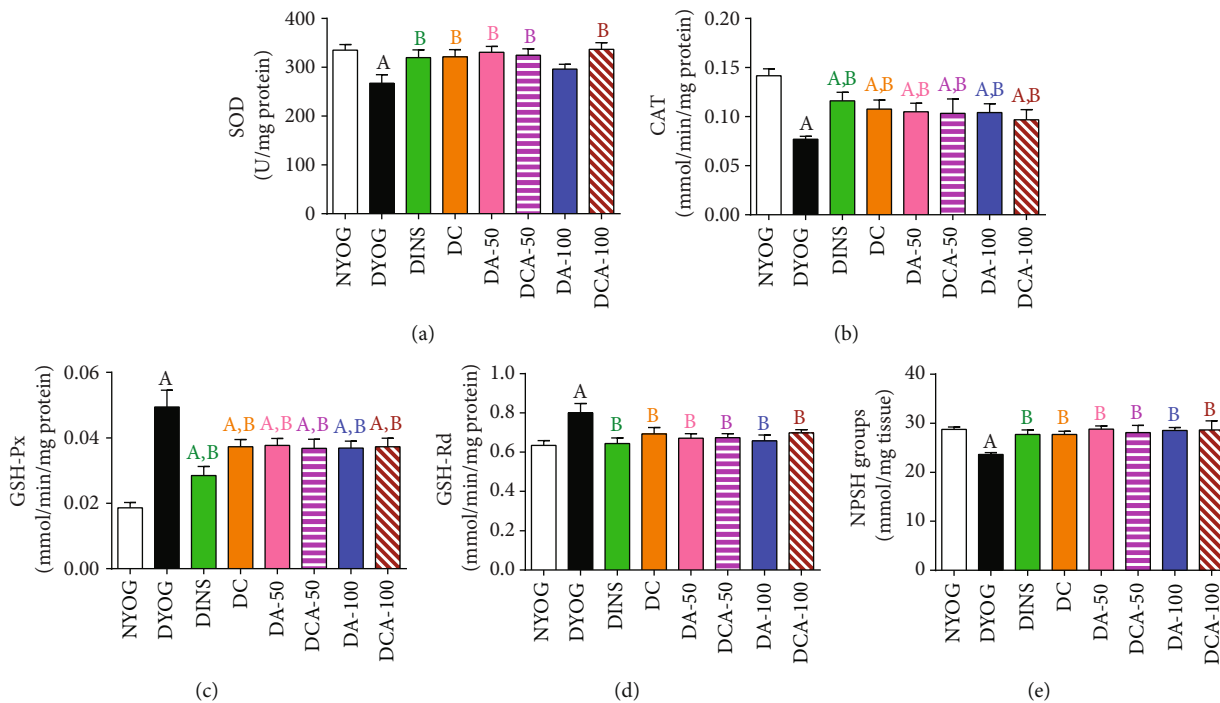 400
300
300
100
0
SOD
(U/mg protein)
A
B
B
B
B
B
NYOG
DYOG
DINS
DC
DA-50
DCA-50
DA-100
DCA-100
(a)
0.20
0.15
0.10
0.05
0.00
CAT
(mmol/min/mg protein)
A
A,B
A,B
A,B
A,B
A,B
A,B
NYOG
DYOG
DINS
DC
DA-50
DCA-50
DA-100
DCA-100
(b)
0.06
0.04
0.02
0.00
GSH-Px
(mmol/min/mg protein)
A
A,B
A,B
A,B
A,B
A,B
A,B
NYOG
DYOG
DINS
DC
DA-50
DCA-50
DA-100
DCA-100
(c)
1.0
0.8
0.6
0.4
0.2
0.0
GSH-Rd
(mmol/min/mg protein)
A
B
B
B
B
B
B
NYOG
DYOG
DINS
DC
DA-50
DCA-50
DA-100
DCA-100
(d)
40
30
20
10
0
NPSH groups
(mmol/mg tissue)
A
B
B
B
B
B
B
NYOG
DYOG
DINS
DC
DA-50
DCA-50
DA-100
DCA-100
(e)